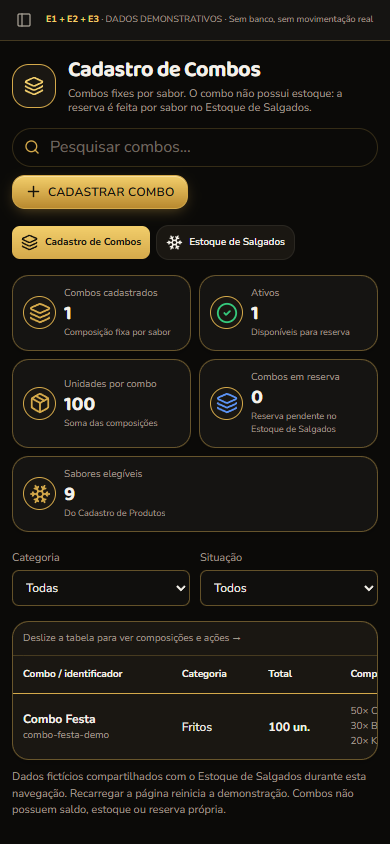 E1 + E2 + E3 · DADOS DEMONSTRATIVOS · Sem banco, sem movimentação real
Cadastro de Combos
Combos fixos por sabor. O combo não possui estoque: a
reserva é feita por sabor no Estoque de Salgados.
Pesquisar combos...
+ CADASTRAR COMBO
Cadastro de Combos
Estoque de Salgados
Combos cadastrados
1
Composição fixa por sabor
Ativos
1
Disponíveis para reserva
Unidades por combo
100
Soma das composições
Combos em reserva
0
Reserva pendente no
Estoque de Salgados
Sabores elegíveis
9
Do Cadastro de Produtos
Categoria
Situação
Todas
Todos
Deslize a tabela para ver composições e ações →
Combo / identificador Categoria Total Comp
Combo Festa
combo-festa-demo
Fritos
100 un.
50× C
30× B
20× K
Dados fictícios compartilhados com o Estoque de Salgados durante esta
navegação. Recarregar a página reinicia a demonstração. Combos não
possuem saldo, estoque ou reserva própria.